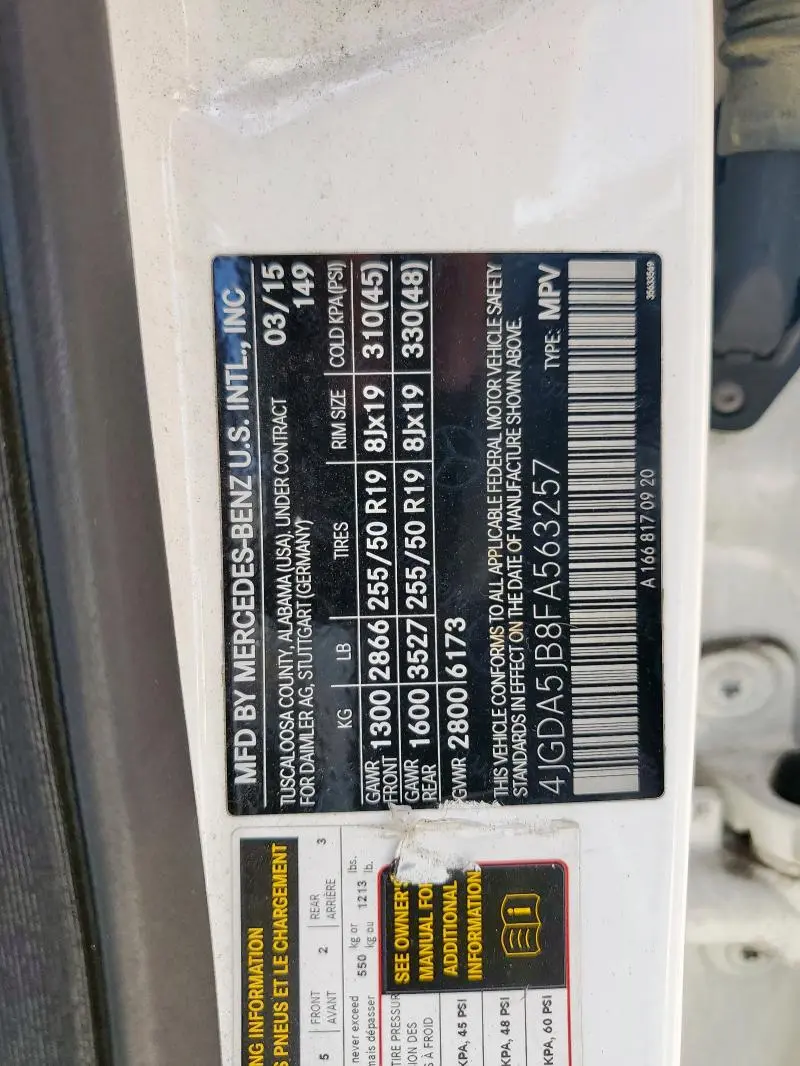 MFD BY MERCEDES-BENZ U.S. INTL., INC
TUSCALOOSA COUNTY, ALABAMA (USA), UNDER CONTRACT 03/15
FOR DAIMLER AG, STUTTGART (GERMANY) 149
KG LB TIRES RIM SIZE COLD KPA(PSI)
GAWR FRONT 1300 2866 255/50 R19 8Jx19 310(45)
GAWR REAR 1600 3527 255/50 R19 8Jx19 330(48)
GVWR 2800 6173
THIS VEHICLE CONFORMS TO ALL APPLICABLE FEDERAL MOTOR VEHICLE SAFETY
STANDARDS IN EFFECT ON THE DATE OF MANUFACTURE SHOWN ABOVE.
4JGDA5JB8FA563257 TYPE: MPV
A 166 817 09 20
35633569
NG INFORMATION
S PNEUS ET LE CHARGEMENT
5 FRONT 2 REAR 3
AVANT ARRIÈRE
never exceed 550 kg or 1213 lbs.
mais dépasser kg ou lb.
TIRE PRESSUR
ION DES
S À FROID
KPA, 45 PSI
KPA, 48 PSI
KPA, 60 PSI
SEE OWNER'S
MANUAL FOR
ADDITIONAL
INFORMATION